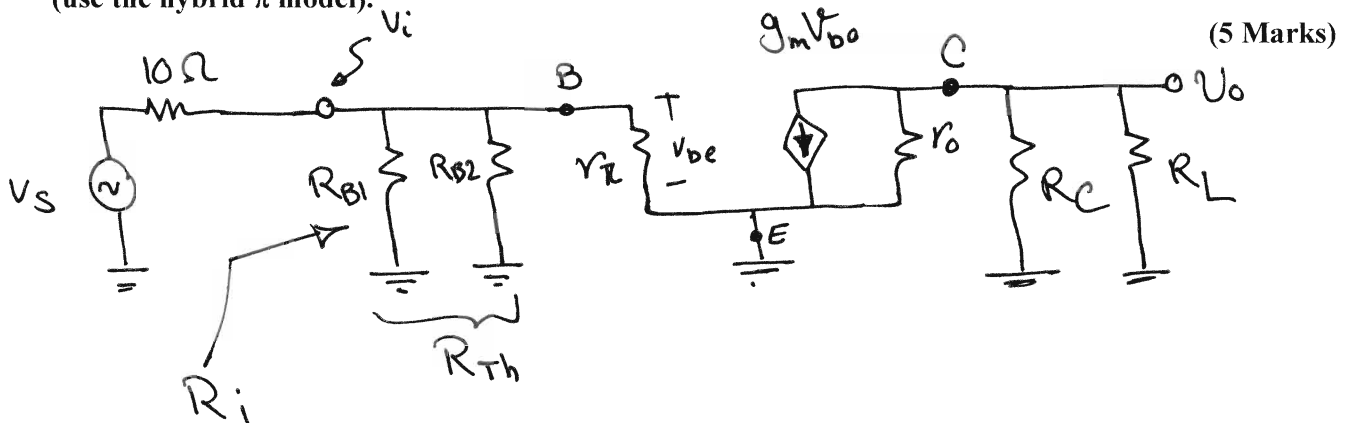 (use the hybrid π model).
(5 Marks)
Vi
10 Ω
gmVbe
C
B
Vo
+
vbe
−
rπ
ro
Vs
RB1
RB2
RC
RL
E
RTh
Ri